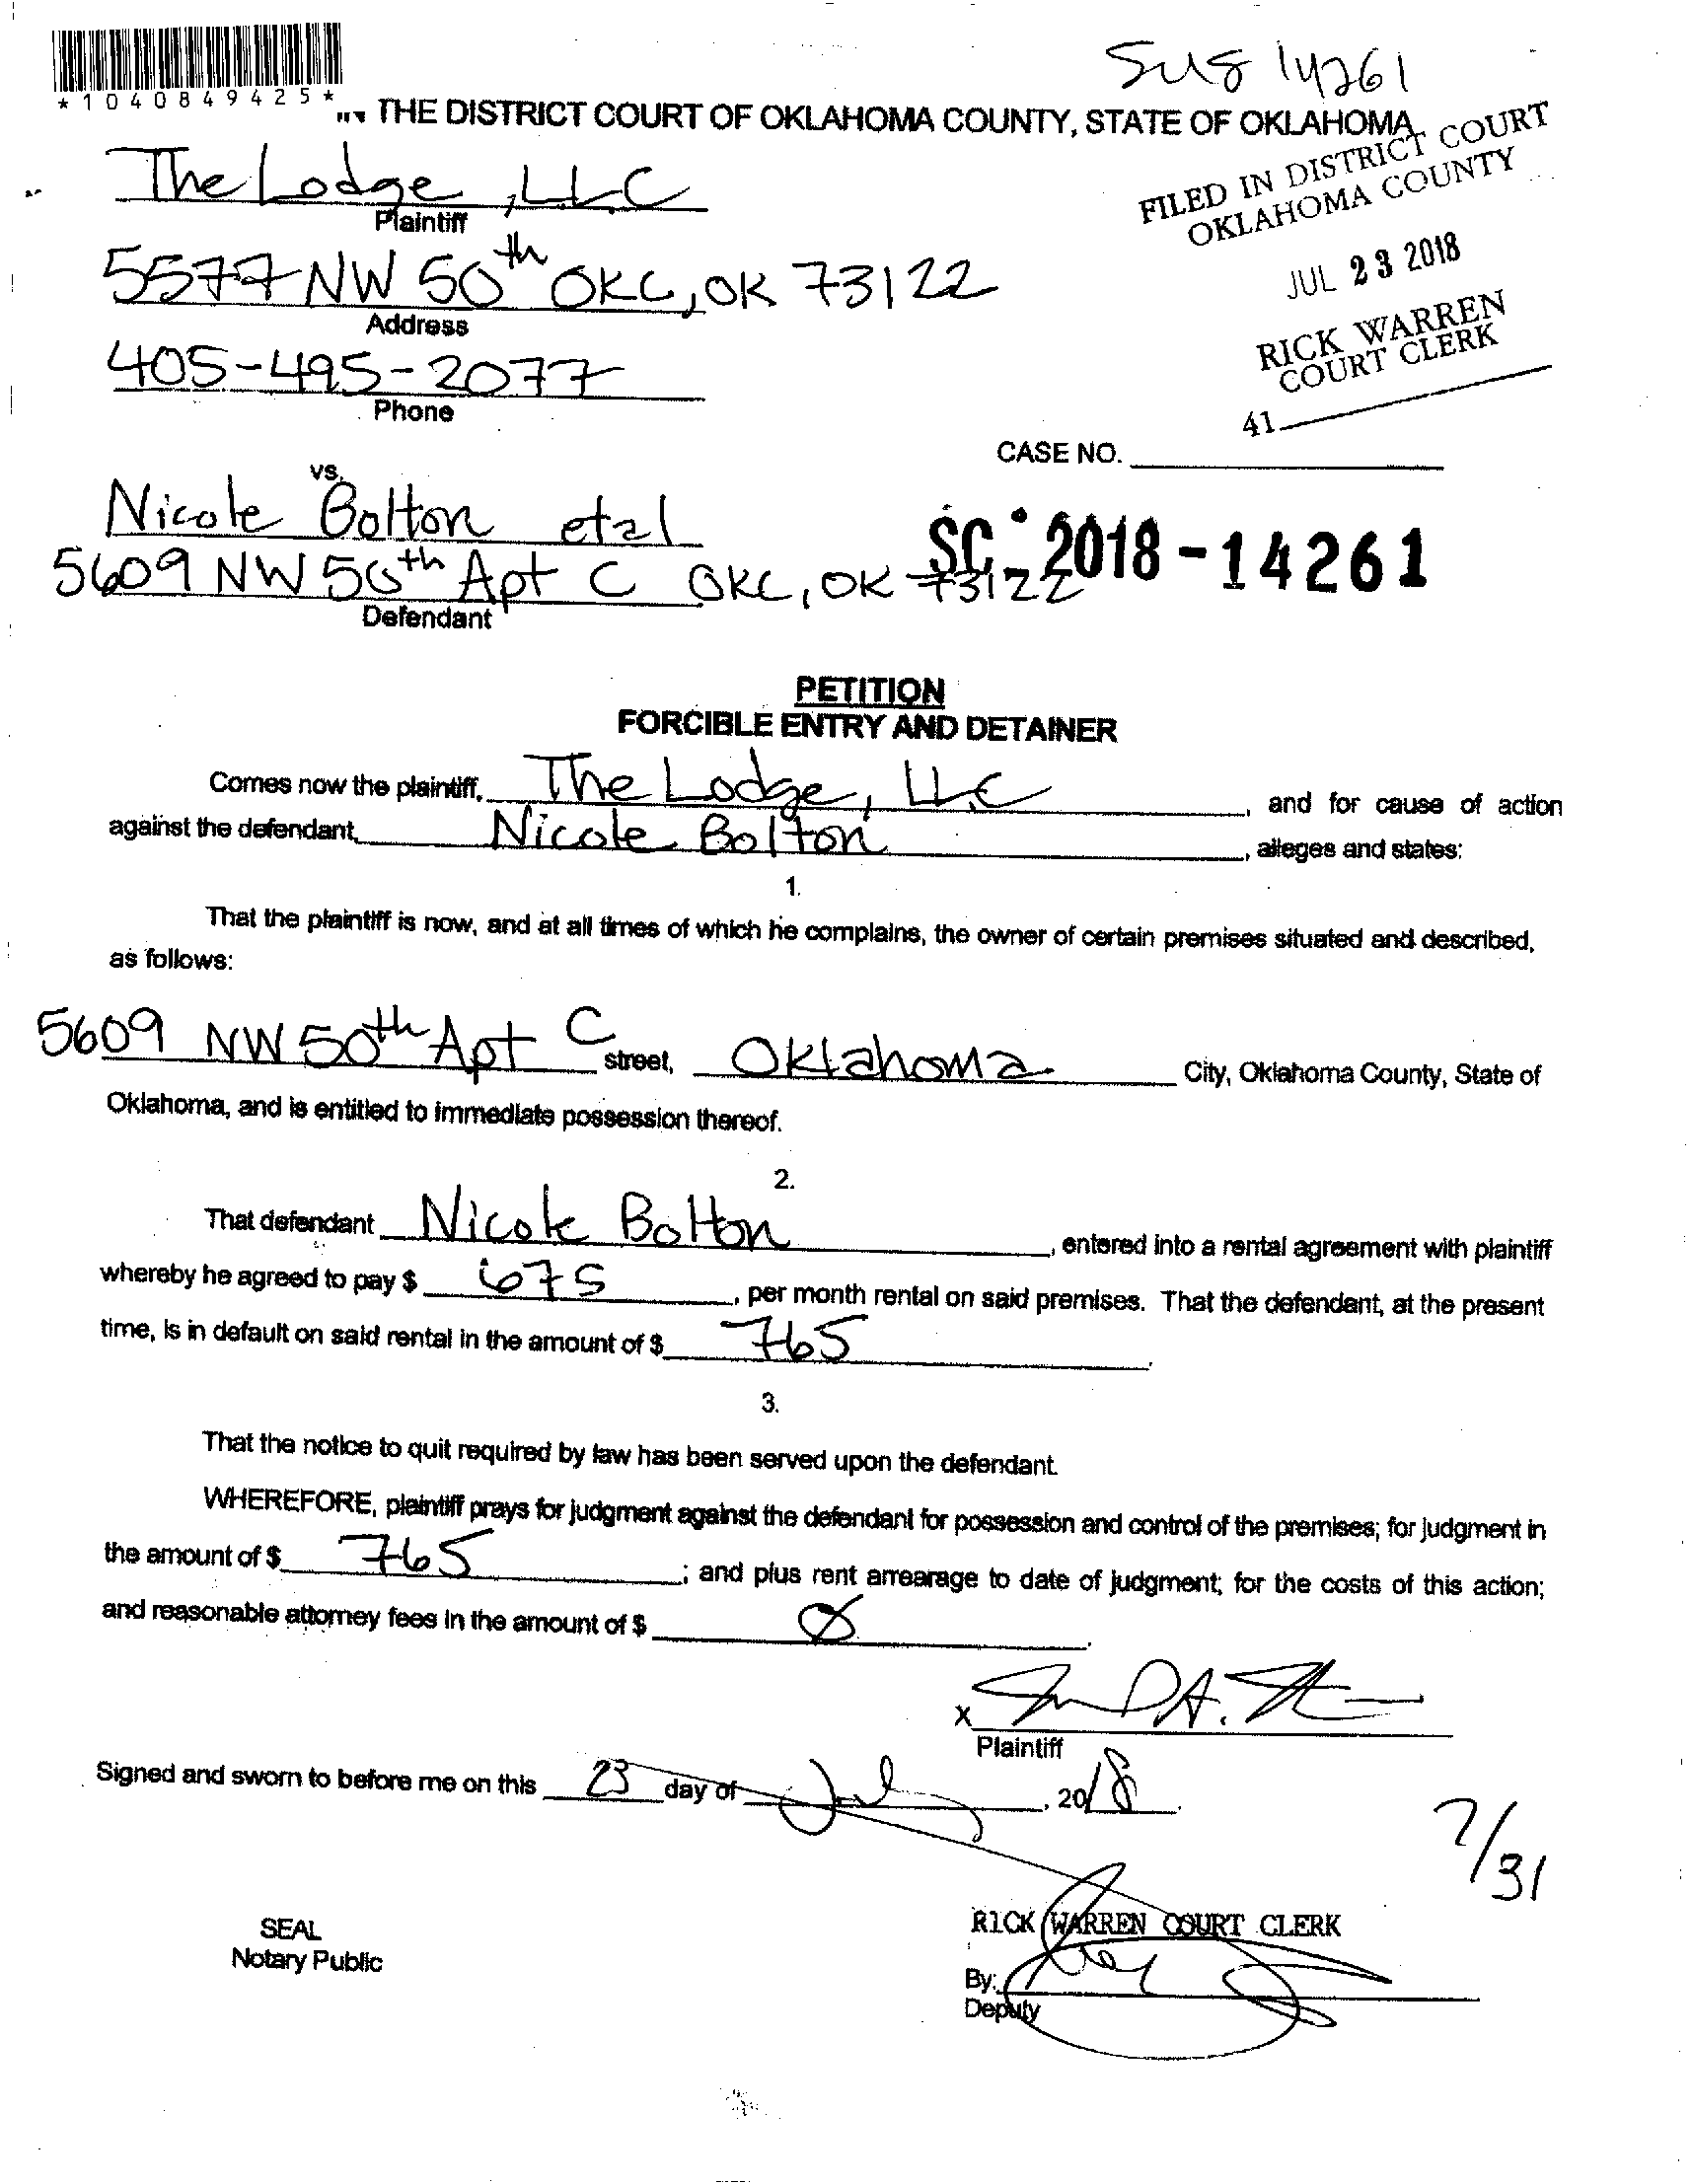 SUS 14261
*1040849425*
THE DISTRICT COURT OF OKLAHOMA COUNTY, STATE OF OKLAHOMA
FILED IN DISTRICT COURT
OKLAHOMA COUNTY
JUL 23 2018
RICK WARREN
COURT CLERK
41
The Lodge, LLC
Plaintiff
5577 NW 50th OKC, OK 73122
Address
405-495-2077
Phone
CASE NO.
vs.
Nicole Bolton etal
SC-2018-14261
5609 NW 50th Apt C OKC, OK 73122
Defendant
PETITION
FORCIBLE ENTRY AND DETAINER
Comes now the plaintiff, The Lodge, LLC, and for cause of action
against the defendant, Nicole Bolton, alleges and states:
1.
That the plaintiff is now, and at all times of which he complains, the owner of certain premises situated and described,
as follows:
5609 NW 50th Apt C street, Oklahoma City, Oklahoma County, State of
Oklahoma, and is entitled to immediate possession thereof.
2.
That defendant Nicole Bolton, entered into a rental agreement with plaintiff
whereby he agreed to pay $ 675, per month rental on said premises. That the defendant, at the present
time, is in default on said rental in the amount of $ 765.
3.
That the notice to quit required by law has been served upon the defendant.
WHEREFORE, plaintiff prays for judgment against the defendant for possession and control of the premises; for judgment in
the amount of $ 765; and plus rent arrearage to date of judgment; for the costs of this action;
and reasonable attorney fees in the amount of $ 0.
X
Plaintiff
Signed and sworn to before me on this 23 day of July, 2018.
7/31
SEAL
Notary Public
RICK WARREN COURT CLERK
By:
Deputy